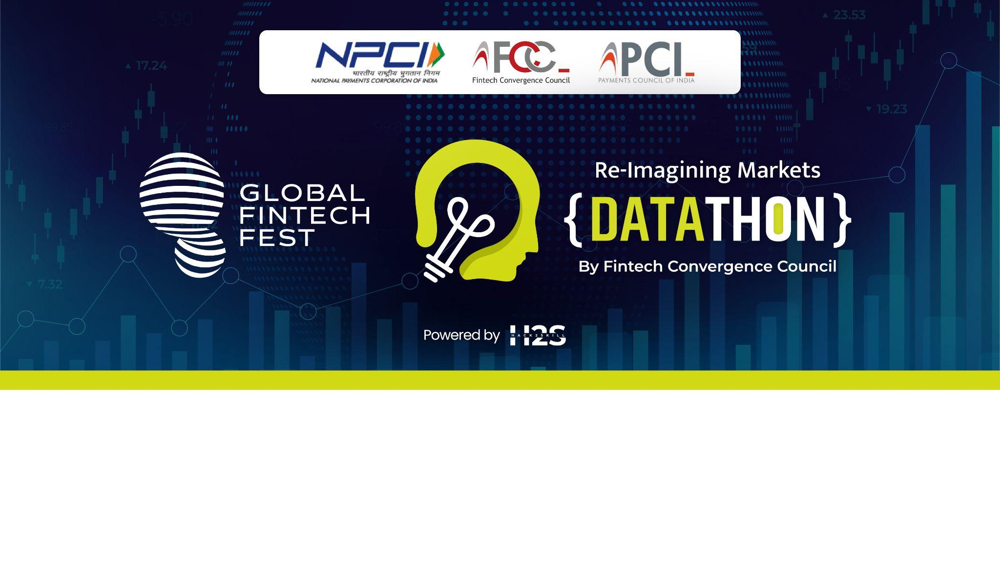 23.53
17.24
NPCI
भारतीय राष्ट्रीय भुगतान निगम
NATIONAL PAYMENTS CORPORATION OF INDIA
FCC
Fintech Convergence Council
PCI
PAYMENTS COUNCIL OF INDIA
19.23
GLOBAL
FINTECH
FEST
Re-Imagining Markets
{DATATHON}
By Fintech Convergence Council
7.32
Powered by H2S
HACK2SKILL
-5.90
99.85